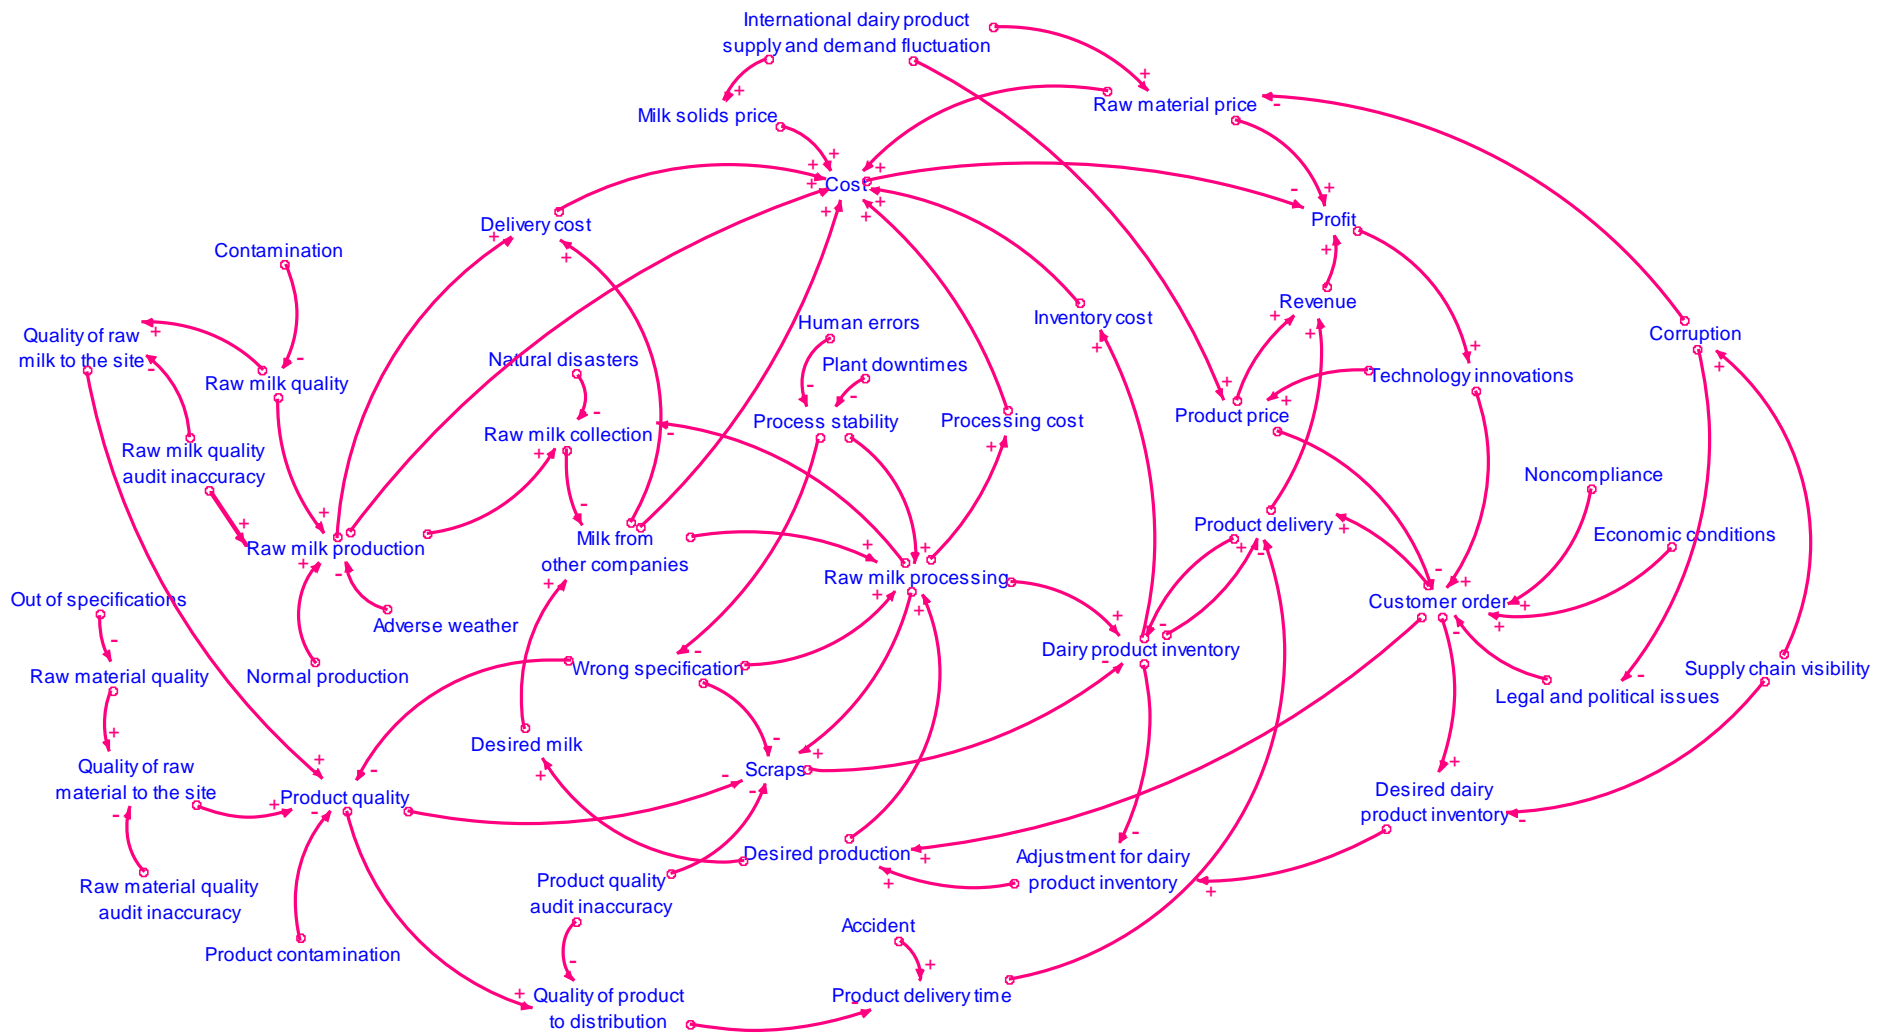 International dairy product
supply and demand fluctuation
Milk solids price
Raw material price
Cost
Delivery cost
Profit
Contamination
Revenue
Inventory cost
Human errors
Corruption
Quality of raw
milk to the site
Natural disasters
Plant downtimes
Raw milk quality
Technology innovations
Product price
Process stability
Processing cost
Raw milk collection
Raw milk quality
audit inaccuracy
Noncompliance
Product delivery
Economic conditions
Raw milk production
Milk from
other companies
Raw milk processing
Out of specifications
Customer order
Adverse weather
Dairy product inventory
Raw material quality
Normal production
Wrong specification
Supply chain visibility
Legal and political issues
Desired milk
Quality of raw
material to the site
Scraps
Product quality
Desired dairy
product inventory
Desired production
Adjustment for dairy
product inventory
Raw material quality
audit inaccuracy
Product quality
audit inaccuracy
Accident
Product contamination
Quality of product
to distribution
Product delivery time